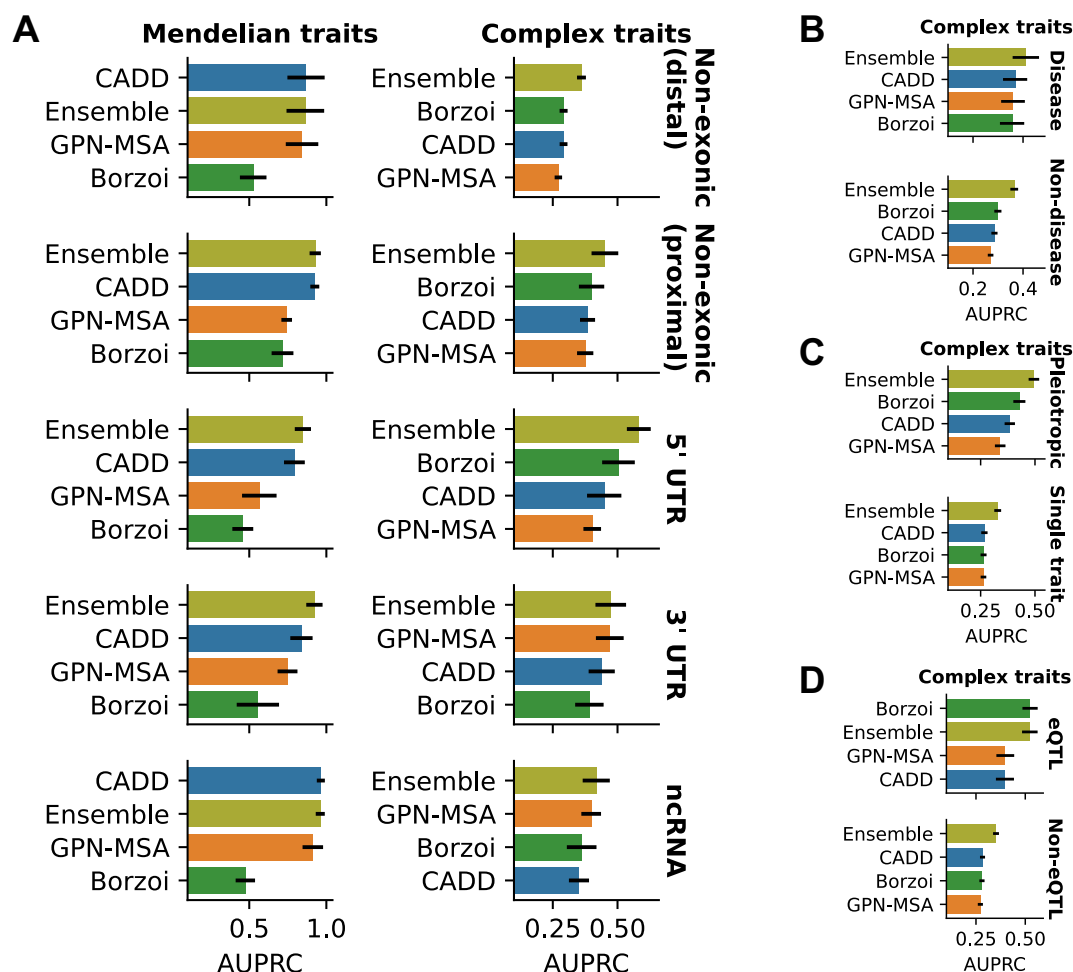 A
Mendelian traits
Complex traits
CADD
Ensemble
GPN-MSA
Borzoi
Ensemble
Borzoi
CADD
GPN-MSA
Non-exonic
(distal)
Ensemble
CADD
GPN-MSA
Borzoi
Ensemble
Borzoi
CADD
GPN-MSA
Non-exonic
(proximal)
Ensemble
CADD
GPN-MSA
Borzoi
Ensemble
Borzoi
CADD
GPN-MSA
5' UTR
Ensemble
CADD
GPN-MSA
Borzoi
Ensemble
GPN-MSA
CADD
Borzoi
3' UTR
CADD
Ensemble
GPN-MSA
Borzoi
0.5 1.0
AUPRC
Ensemble
GPN-MSA
Borzoi
CADD
0.25 0.50
AUPRC
ncRNA
B
Complex traits
Ensemble
CADD
GPN-MSA
Borzoi
Disease
Ensemble
Borzoi
CADD
GPN-MSA
Non-disease
0.2 0.4
AUPRC
C
Complex traits
Ensemble
Borzoi
CADD
GPN-MSA
Pleiotropic
Ensemble
CADD
Borzoi
GPN-MSA
Single trait
0.25 0.50
AUPRC
D
Complex traits
Borzoi
Ensemble
GPN-MSA
CADD
eQTL
Ensemble
CADD
Borzoi
GPN-MSA
Non-eQTL
0.25 0.50
AUPRC